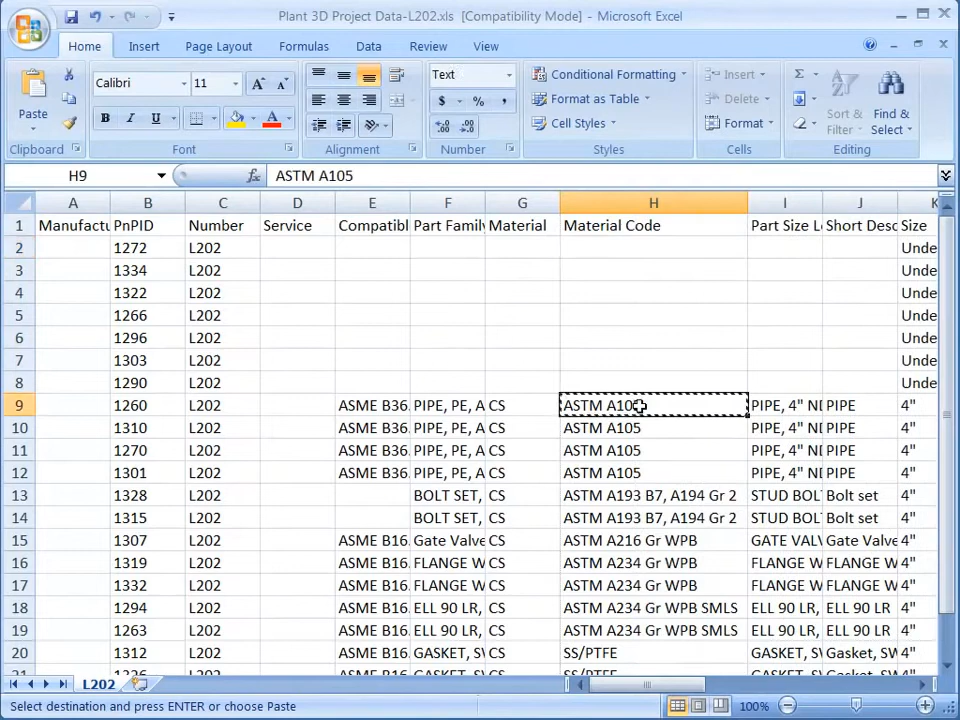 Plant 3D Project Data-L202.xls [Compatibility Mode] - Microsoft Excel
Home Insert Page Layout Formulas Data Review View
Paste
Clipboard
Calibri 11
B I U A
Font
Alignment
Text
$ % ,
Number
Conditional Formatting
Format as Table
Cell Styles
Styles
Insert
Delete
Format
Cells
Σ
Sort & Filter
Find & Select
Editing
H9 fx ASTM A105
A B C D E F G H I J K
1 Manufactu PnPID Number Service Compatibl Part Family Material Material Code Part Size Lo Short Desc Size
2 1272 L202 Unde
3 1334 L202 Unde
4 1322 L202 Unde
5 1266 L202 Unde
6 1296 L202 Unde
7 1303 L202 Unde
8 1290 L202 Unde
9 1260 L202 ASME B36. PIPE, PE, A CS ASTM A105 PIPE, 4" ND PIPE 4"
10 1310 L202 ASME B36. PIPE, PE, A CS ASTM A105 PIPE, 4" ND PIPE 4"
11 1270 L202 ASME B36. PIPE, PE, A CS ASTM A105 PIPE, 4" ND PIPE 4"
12 1301 L202 ASME B36. PIPE, PE, A CS ASTM A105 PIPE, 4" ND PIPE 4"
13 1328 L202 BOLT SET, CS ASTM A193 B7, A194 Gr 2 STUD BOLT Bolt set 4"
14 1315 L202 BOLT SET, CS ASTM A193 B7, A194 Gr 2 STUD BOLT Bolt set 4"
15 1307 L202 ASME B16. Gate Valve CS ASTM A216 Gr WPB GATE VALV Gate Valve 4"
16 1319 L202 ASME B16. FLANGE W CS ASTM A234 Gr WPB FLANGE W FLANGE W 4"
17 1332 L202 ASME B16. FLANGE W CS ASTM A234 Gr WPB FLANGE W FLANGE W 4"
18 1294 L202 ASME B16. ELL 90 LR, CS ASTM A234 Gr WPB SMLS ELL 90 LR, ELL 90 LR 4"
19 1263 L202 ASME B16. ELL 90 LR, CS ASTM A234 Gr WPB SMLS ELL 90 LR, ELL 90 LR 4"
20 1312 L202 ASME B16. GASKET, SW CS SS/PTFE GASKET, SW Gasket, SW 4"
L202
Select destination and press ENTER or choose Paste 100%